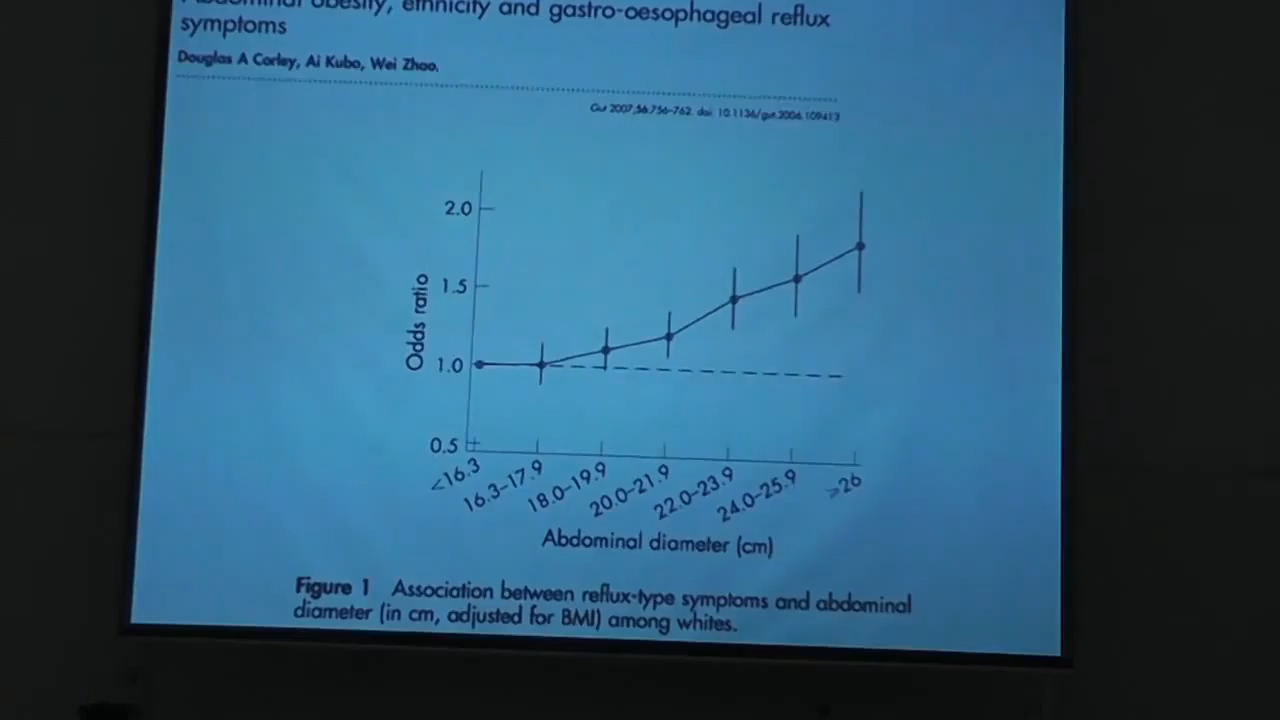 Abdominal obesity, ethnicity and gastro-oesophageal reflux
symptoms
Douglas A Corley, Ai Kubo, Wei Zhao.
Gut 2007;56:756–762. doi: 10.1136/gut.2006.109413
2.0
1.5
1.0
0.5
Odds ratio
<16.3
16.3–17.9
18.0–19.9
20.0–21.9
22.0–23.9
24.0–25.9
≥26
Abdominal diameter (cm)
Figure 1 Association between reflux-type symptoms and abdominal
diameter (in cm, adjusted for BMI) among whites.